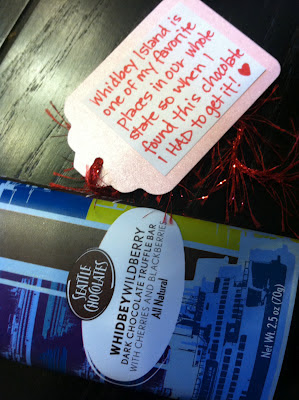 Whidbey Island is
one of my favorite
places in our whole
state so when I
found this chocolate
I HAD to get it! ♥
SEATTLE
CHOCOLATES
WHIDBEY WILDBERRY
DARK CHOCOLATE TRUFFLE BAR
WITH CHERRIES AND BLACKBERRIES
All Natural
Net Wt. 2.5 oz (70g)